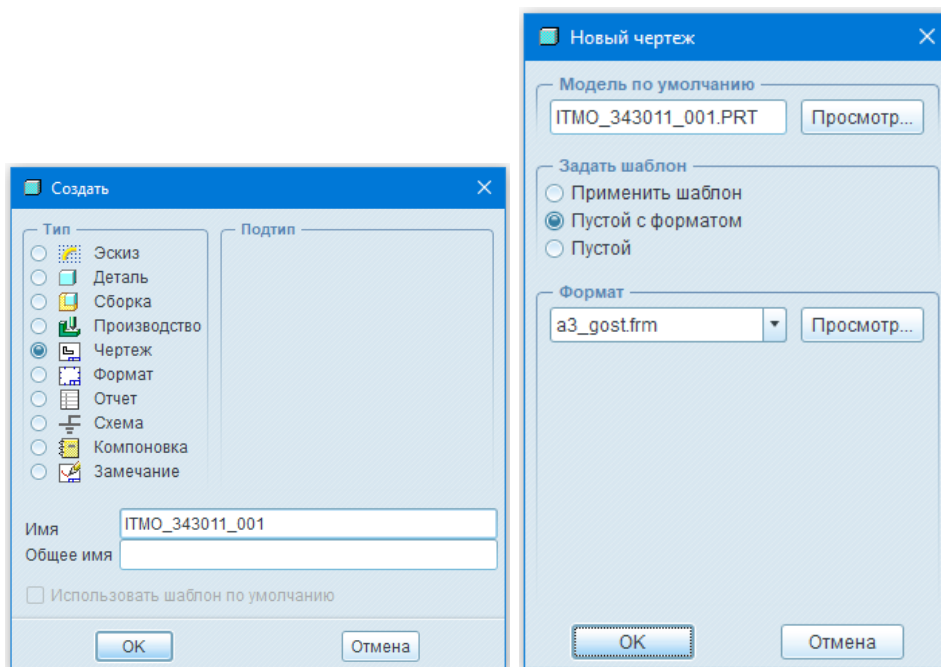 Создать
Тип
Подтип
Эскиз
Деталь
Сборка
Производство
Чертеж
Формат
Отчет
Схема
Компоновка
Замечание
Имя ITMO_343011_001
Общее имя
Использовать шаблон по умолчанию
OK Отмена
Новый чертеж
Модель по умолчанию
ITMO_343011_001.PRT Просмотр...
Задать шаблон
Применить шаблон
Пустой с форматом
Пустой
Формат
a3_gost.frm Просмотр...
OK Отмена